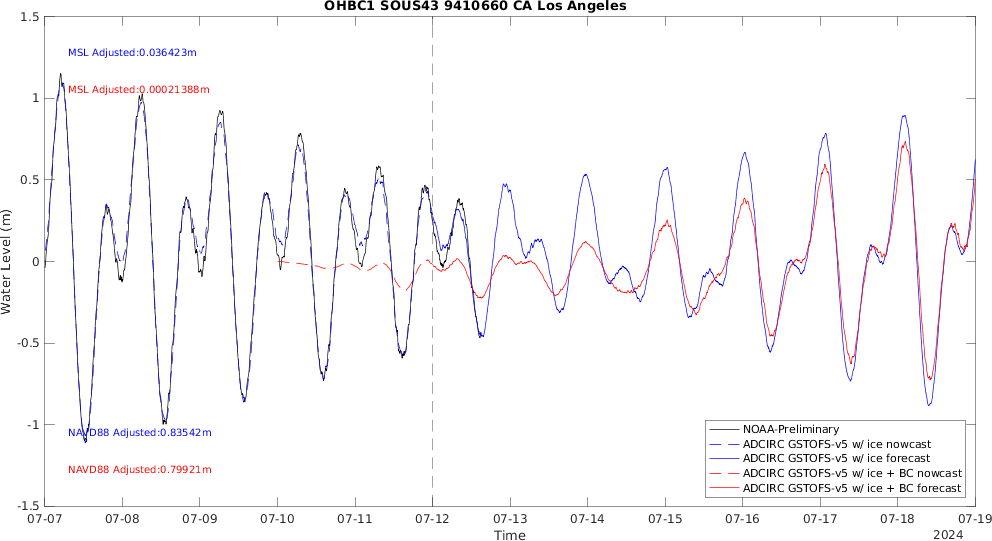 OHBC1 SOUS43 9410660 CA Los Angeles
1.5
1
0.5
0
-0.5
-1
-1.5
Water Level (m)
MSL Adjusted:0.036423m
MSL Adjusted:0.00021388m
NAVD88 Adjusted:0.83542m
NAVD88 Adjusted:0.79921m
NOAA-Preliminary
ADCIRC GSTOFS-v5 w/ ice nowcast
ADCIRC GSTOFS-v5 w/ ice forecast
ADCIRC GSTOFS-v5 w/ ice + BC nowcast
ADCIRC GSTOFS-v5 w/ ice + BC forecast
07-07 07-08 07-09 07-10 07-11 07-12 07-13 07-14 07-15 07-16 07-17 07-18 07-19
Time
2024